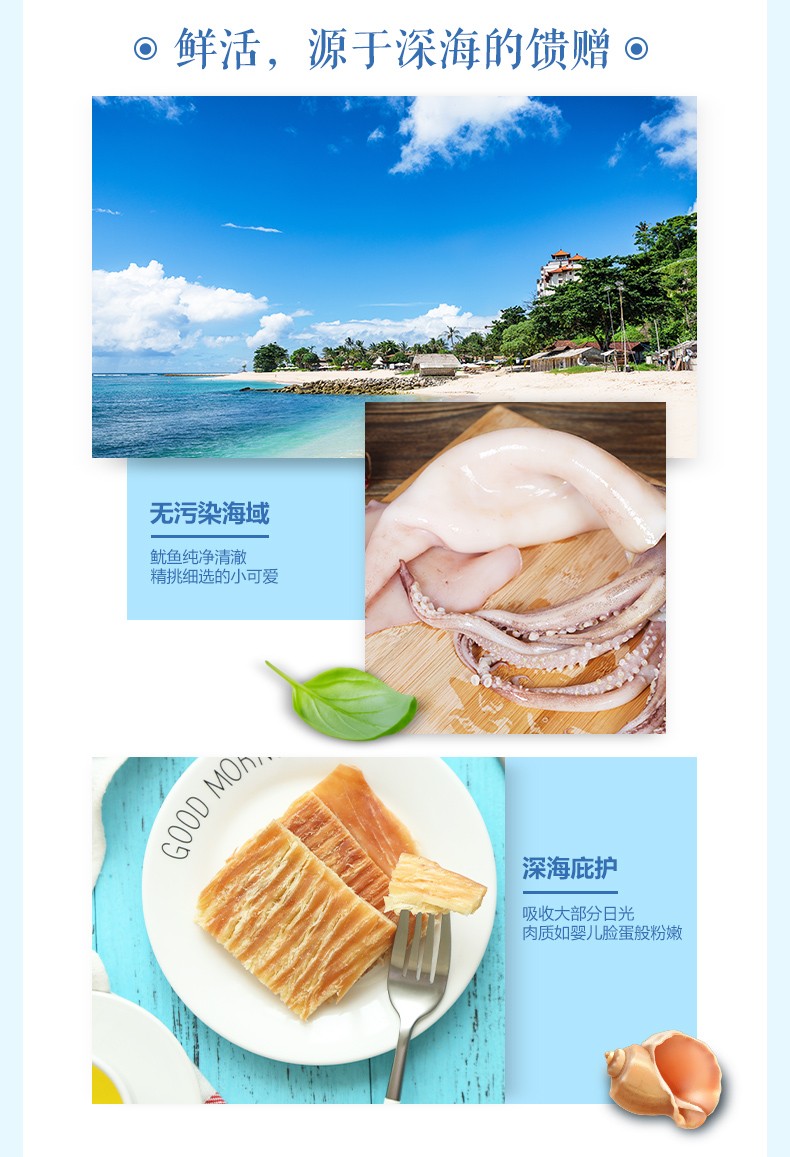 鲜活，源于深海的馈赠
无污染海域
鱿鱼纯净清澈
精挑细选的小可爱
GOOD MORN
深海庇护
吸收大部分日光
肉质如婴儿脸蛋般粉嫩